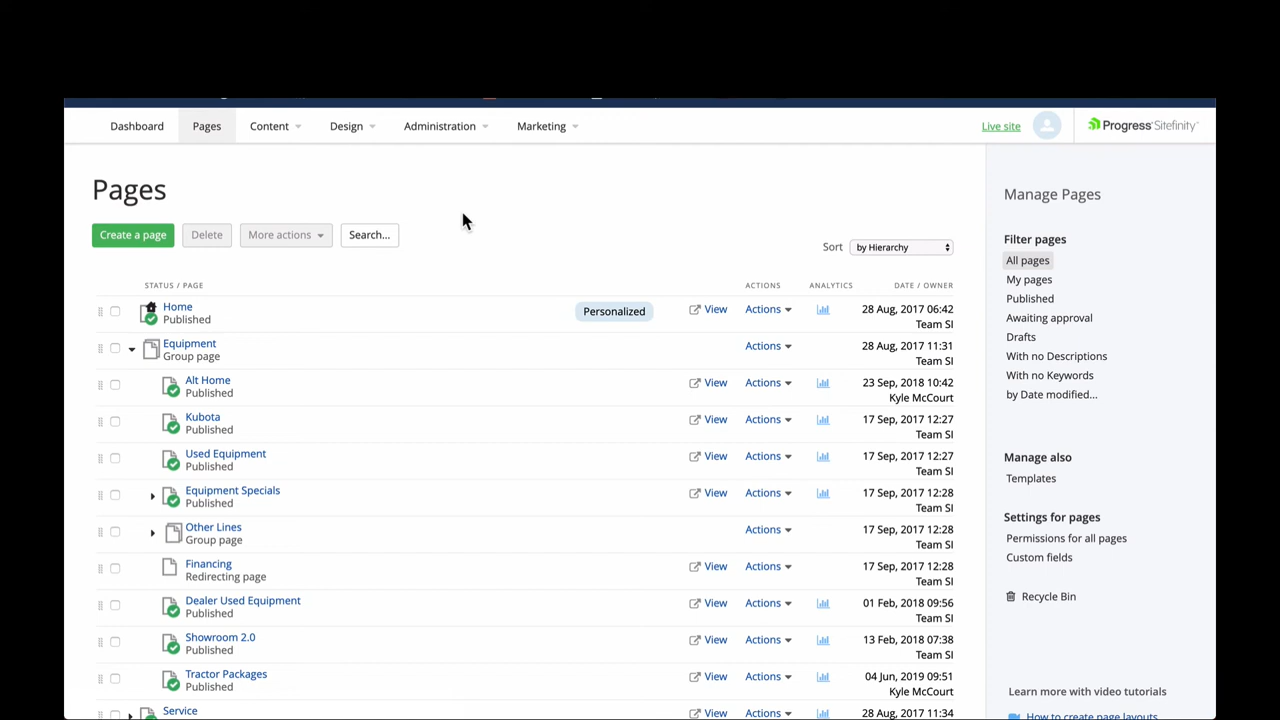 Dashboard Pages Content Design Administration Marketing Live site Progress Sitefinity
Pages
Create a page Delete More actions Search...
Sort by Hierarchy
STATUS / PAGE ACTIONS ANALYTICS DATE / OWNER
Home Personalized View Actions 28 Aug, 2017 06:42
Published Team SI
Equipment Actions 28 Aug, 2017 11:31
Group page Team SI
Alt Home View Actions 23 Sep, 2018 10:42
Published Kyle McCourt
Kubota View Actions 17 Sep, 2017 12:27
Published Team SI
Used Equipment View Actions 17 Sep, 2017 12:27
Published Team SI
Equipment Specials View Actions 17 Sep, 2017 12:28
Published Team SI
Other Lines Actions 17 Sep, 2017 12:28
Group page Team SI
Financing View Actions 17 Sep, 2017 12:28
Redirecting page Team SI
Dealer Used Equipment View Actions 01 Feb, 2018 09:56
Published Team SI
Showroom 2.0 View Actions 13 Feb, 2018 07:38
Published Team SI
Tractor Packages View Actions 04 Jun, 2019 09:51
Published Kyle McCourt
Service View Actions 28 Aug, 2017 11:34
Manage Pages
Filter pages
All pages
My pages
Published
Awaiting approval
Drafts
With no Descriptions
With no Keywords
by Date modified...
Manage also
Templates
Settings for pages
Permissions for all pages
Custom fields
Recycle Bin
Learn more with video tutorials
How to create page layouts